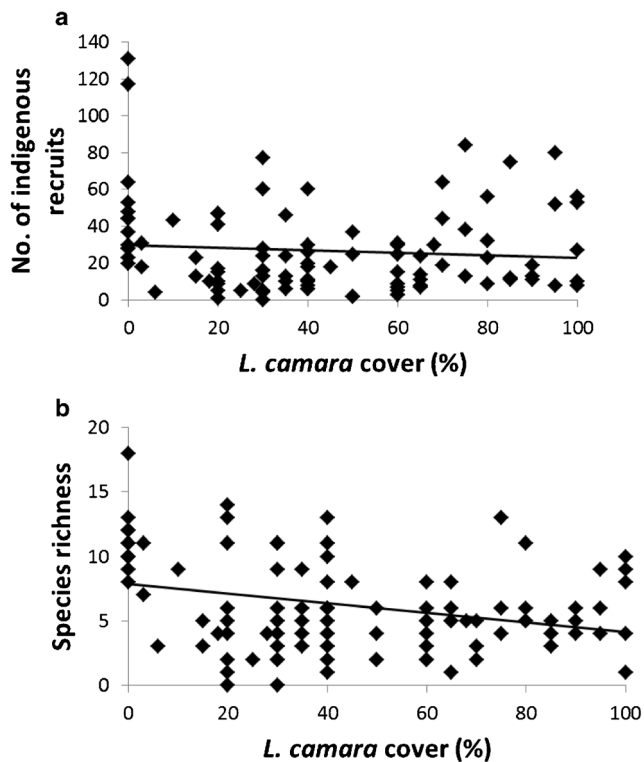 a
140
120
100
80
60
40
20
0
No. of indigenous
recruits
0 20 40 60 80 100
L. camara cover (%)
b
20
15
10
5
0
Species richness
0 20 40 60 80 100
L. camara cover (%)